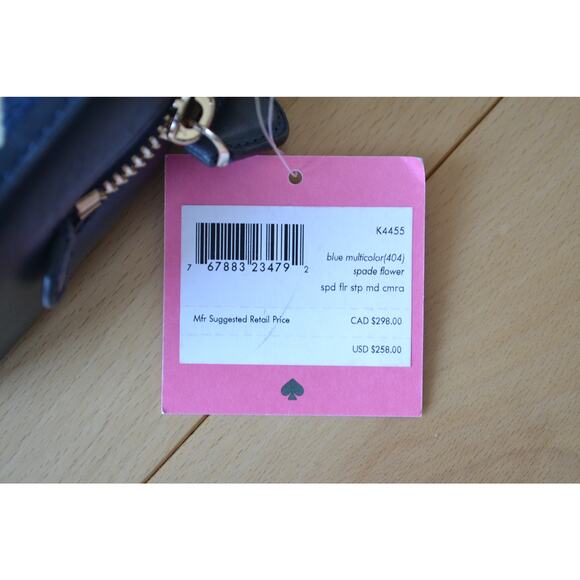 K4455
7 67883 23479 2
blue multicolor(404)
spade flower
spd flr stp md cmra
Mfr Suggested Retail Price CAD $298.00
USD $258.00